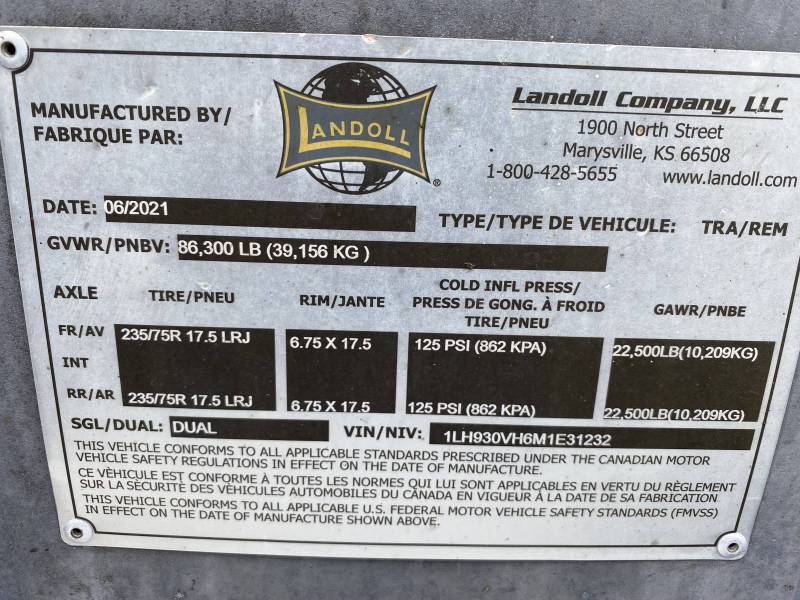 MANUFACTURED BY/
FABRIQUE PAR:
LANDOLL
®
Landoll Company, LLC
1900 North Street
Marysville, KS 66508
1-800-428-5655 www.landoll.com
DATE: 06/2021
TYPE/TYPE DE VEHICULE: TRA/REM
GVWR/PNBV: 86,300 LB (39,156 KG )
AXLE TIRE/PNEU RIM/JANTE COLD INFL PRESS/
PRESS DE GONG. À FROID
TIRE/PNEU GAWR/PNBE
FR/AV 235/75R 17.5 LRJ 6.75 X 17.5 125 PSI (862 KPA) 22,500LB(10,209KG)
INT
RR/AR 235/75R 17.5 LRJ 6.75 X 17.5 125 PSI (862 KPA) 22,500LB(10,209KG)
SGL/DUAL: DUAL VIN/NIV: 1LH930VH6M1E31232
THIS VEHICLE CONFORMS TO ALL APPLICABLE STANDARDS PRESCRIBED UNDER THE CANADIAN MOTOR
VEHICLE SAFETY REGULATIONS IN EFFECT ON THE DATE OF MANUFACTURE.
CE VÈHICULE EST CONFORME À TOUTES LES NORMES QUI LUI SONT APPLICABLES EN VERTU DU RÈGLEMENT
SUR LA SÈCURITÈ DES VÈHICULES AUTOMOBILES DU CANADA EN VIGUEUR À LA DATE DE SA FABRICATION
THIS VEHICLE CONFORMS TO ALL APPLICABLE U.S. FEDERAL MOTOR VEHICLE SAFETY STANDARDS (FMVSS)
IN EFFECT ON THE DATE OF MANUFACTURE SHOWN ABOVE.